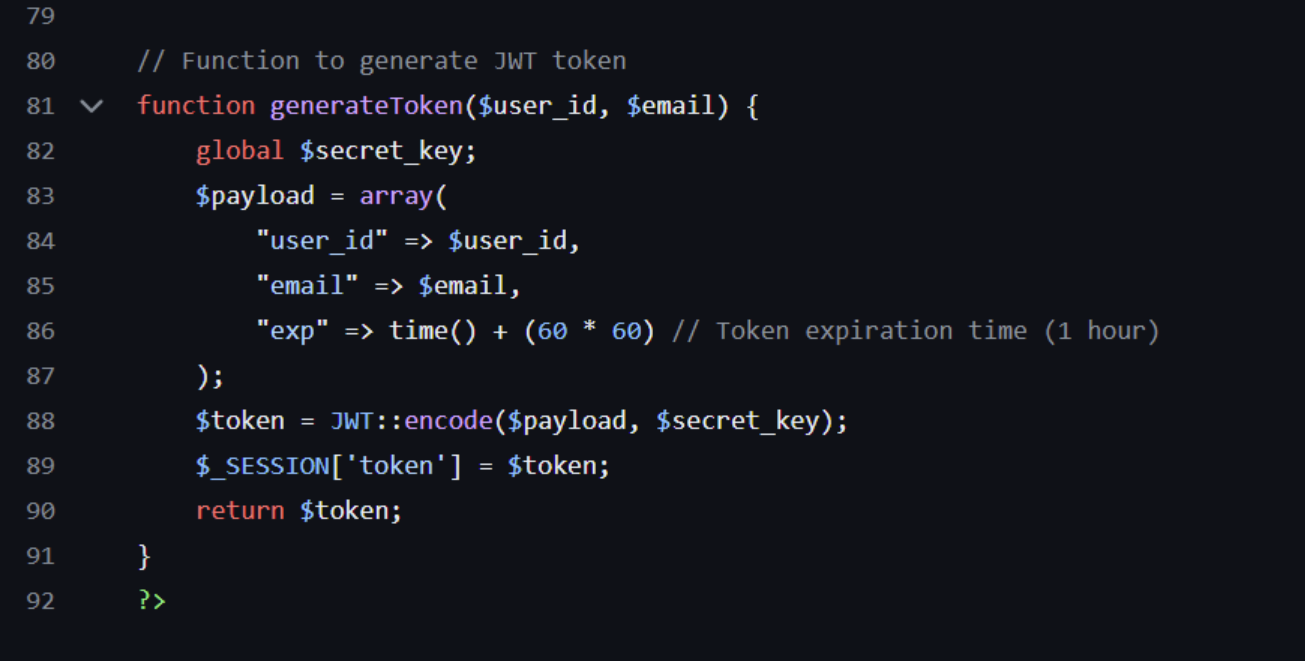 79
80 // Function to generate JWT token
81 function generateToken($user_id, $email) {
82 global $secret_key;
83 $payload = array(
84 "user_id" => $user_id,
85 "email" => $email,
86 "exp" => time() + (60 * 60) // Token expiration time (1 hour)
87 );
88 $token = JWT::encode($payload, $secret_key);
89 $_SESSION['token'] = $token;
90 return $token;
91 }
92 ?>